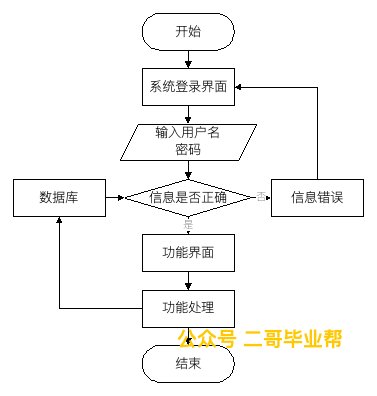 开始
系统登录界面
输入用户名
密码
数据库
信息是否正确
否
信息错误
是
功能界面
功能处理
公众号 二哥毕业帮
结束